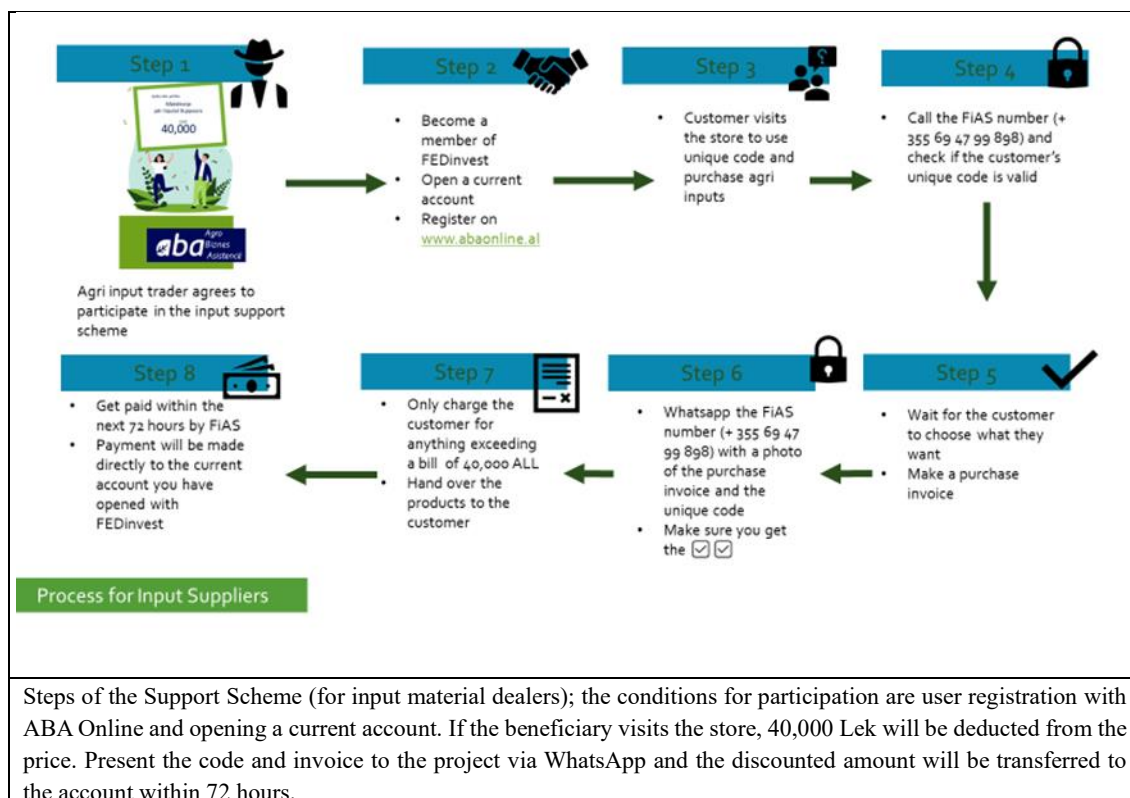 Step 1
40,000
aba Agro
Biznes
Asistence
Agri input trader agrees to
participate in the input support
scheme
Step 2
• Become a
member of
FEDinvest
• Open a current
account
• Register on
www.abaonline.al
Step 3
• Customer visits
the store to use
unique code and
purchase agri
inputs
Step 4
• Call the FiAS number (+
355 69 47 99 898) and
check if the customer's
unique code is valid
Step 5
• Wait for the customer
to choose what they
want
• Make a purchase
invoice
Step 6
• Whatsapp the FiAS
number (+ 355 69 47
99 898) with a photo
of the purchase
invoice and the
unique code
• Make sure you get
the ☑☑
Step 7
• Only charge the
customer for
anything exceeding
a bill of 40,000 ALL
• Hand over the
products to the
customer
Step 8
• Get paid within the
next 72 hours by FiAS
• Payment will be made
directly to the current
account you have
opened with
FEDinvest
Process for Input Suppliers
Steps of the Support Scheme (for input material dealers); the conditions for participation are user registration with
ABA Online and opening a current account. If the beneficiary visits the store, 40,000 Lek will be deducted from the
price. Present the code and invoice to the project via WhatsApp and the discounted amount will be transferred to
the account within 72 hours.